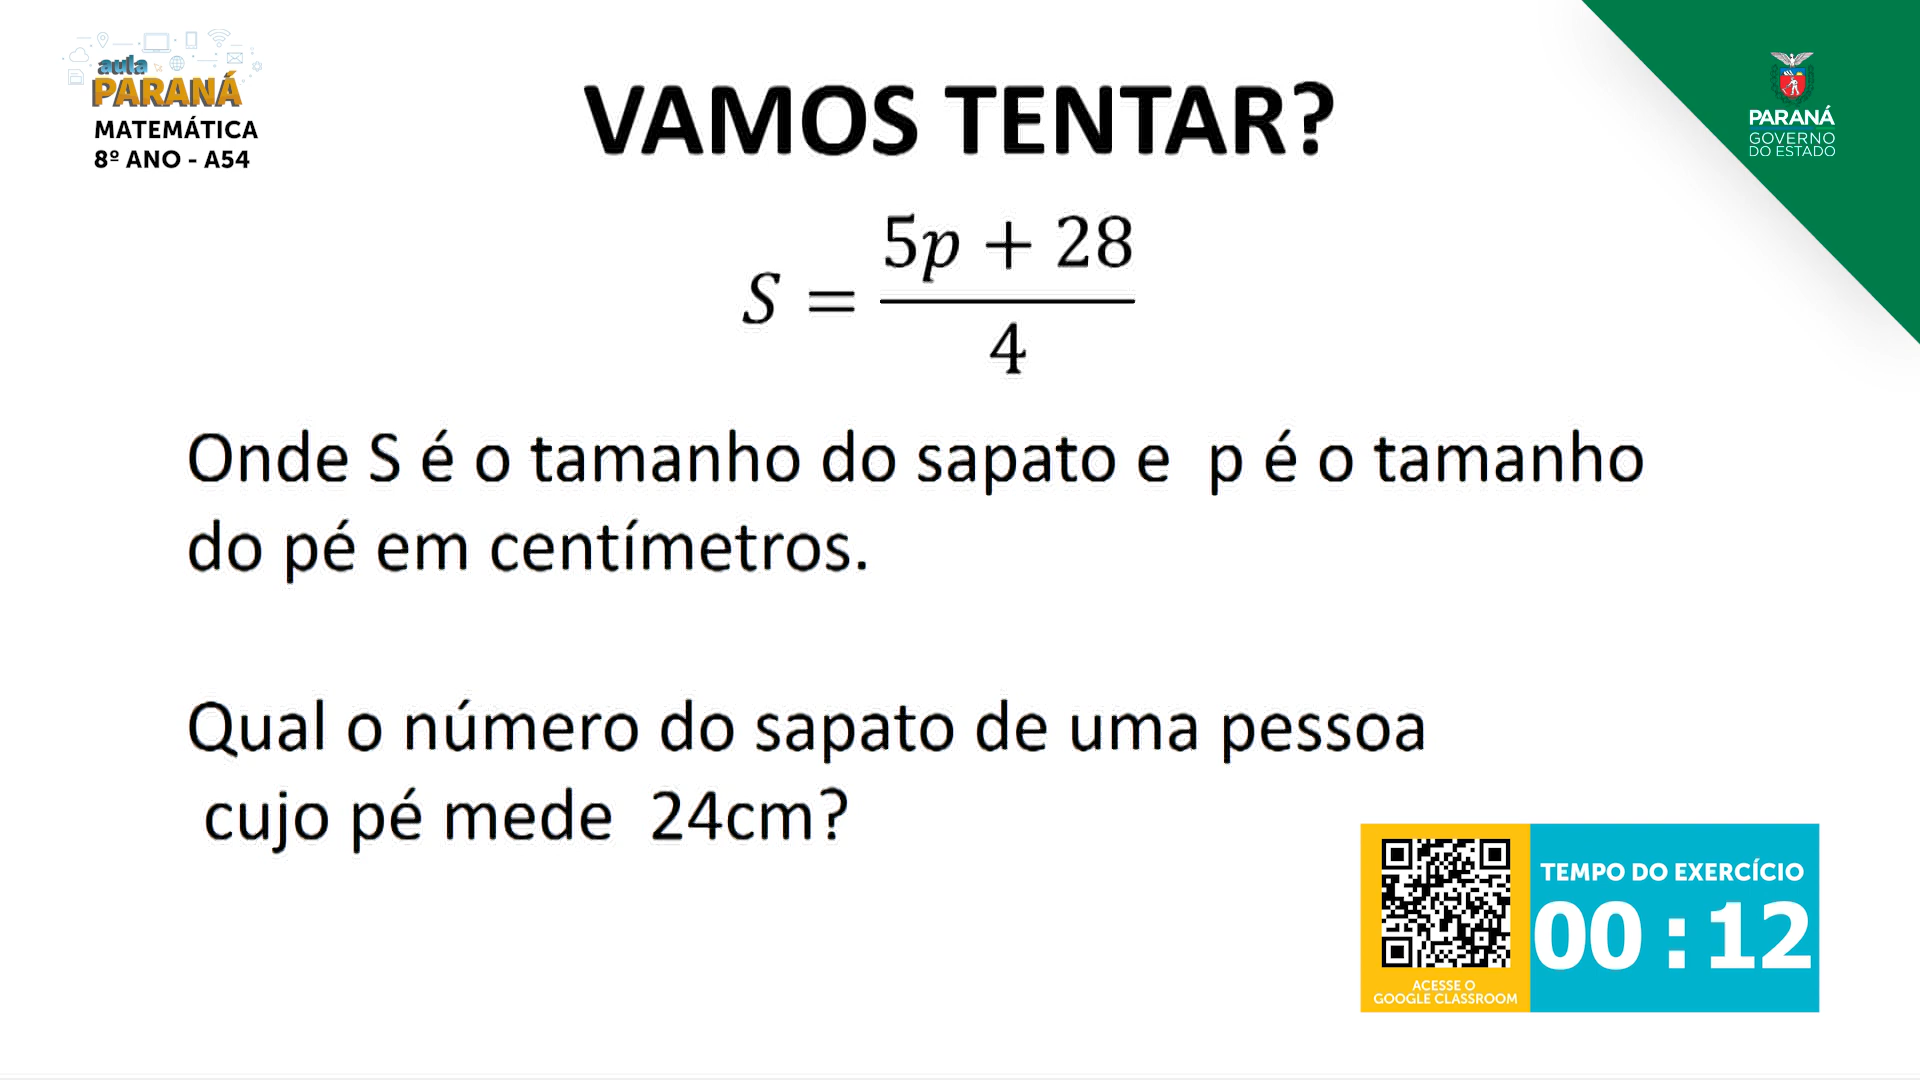 aula
PARANÁ
MATEMÁTICA
8º ANO - A54
VAMOS TENTAR?
PARANÁ
GOVERNO
DO ESTADO
S = \frac{5p + 28}{4}
Onde S é o tamanho do sapato e p é o tamanho
do pé em centímetros.
Qual o número do sapato de uma pessoa
cujo pé mede 24cm?
TEMPO DO EXERCÍCIO
00 : 12
ACESSE O
GOOGLE CLASSROOM